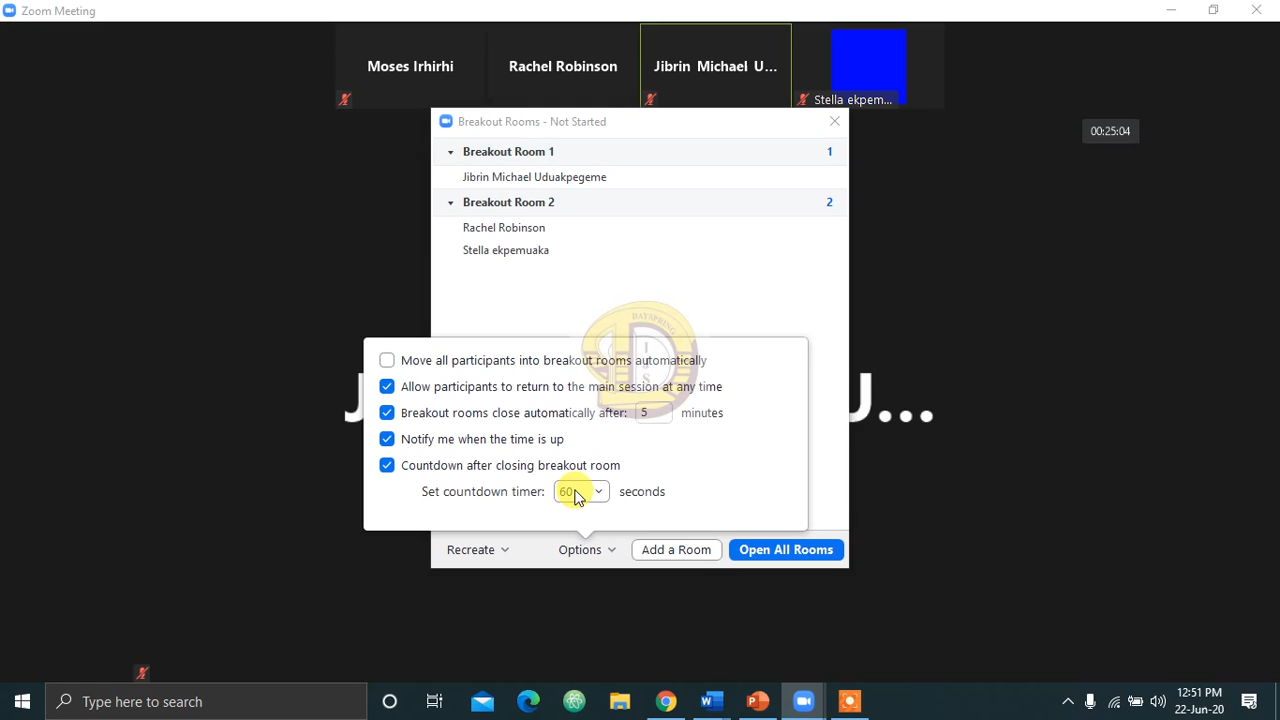 Zoom Meeting
Moses Irhirhi
Rachel Robinson
Jibrin Michael U...
Stella ekpem...
Breakout Rooms - Not Started
00:25:04
Breakout Room 1 1
Jibrin Michael Uduakpegeme
Breakout Room 2 2
Rachel Robinson
Stella ekpemuaka
DAYSPRING
Move all participants into breakout rooms automatically
Allow participants to return to the main session at any time
Breakout rooms close automatically after: 5 minutes
Notify me when the time is up
Countdown after closing breakout room
Set countdown timer: 60 seconds
J
U...
Recreate Options Add a Room Open All Rooms
Type here to search
12:51 PM
22-Jun-20